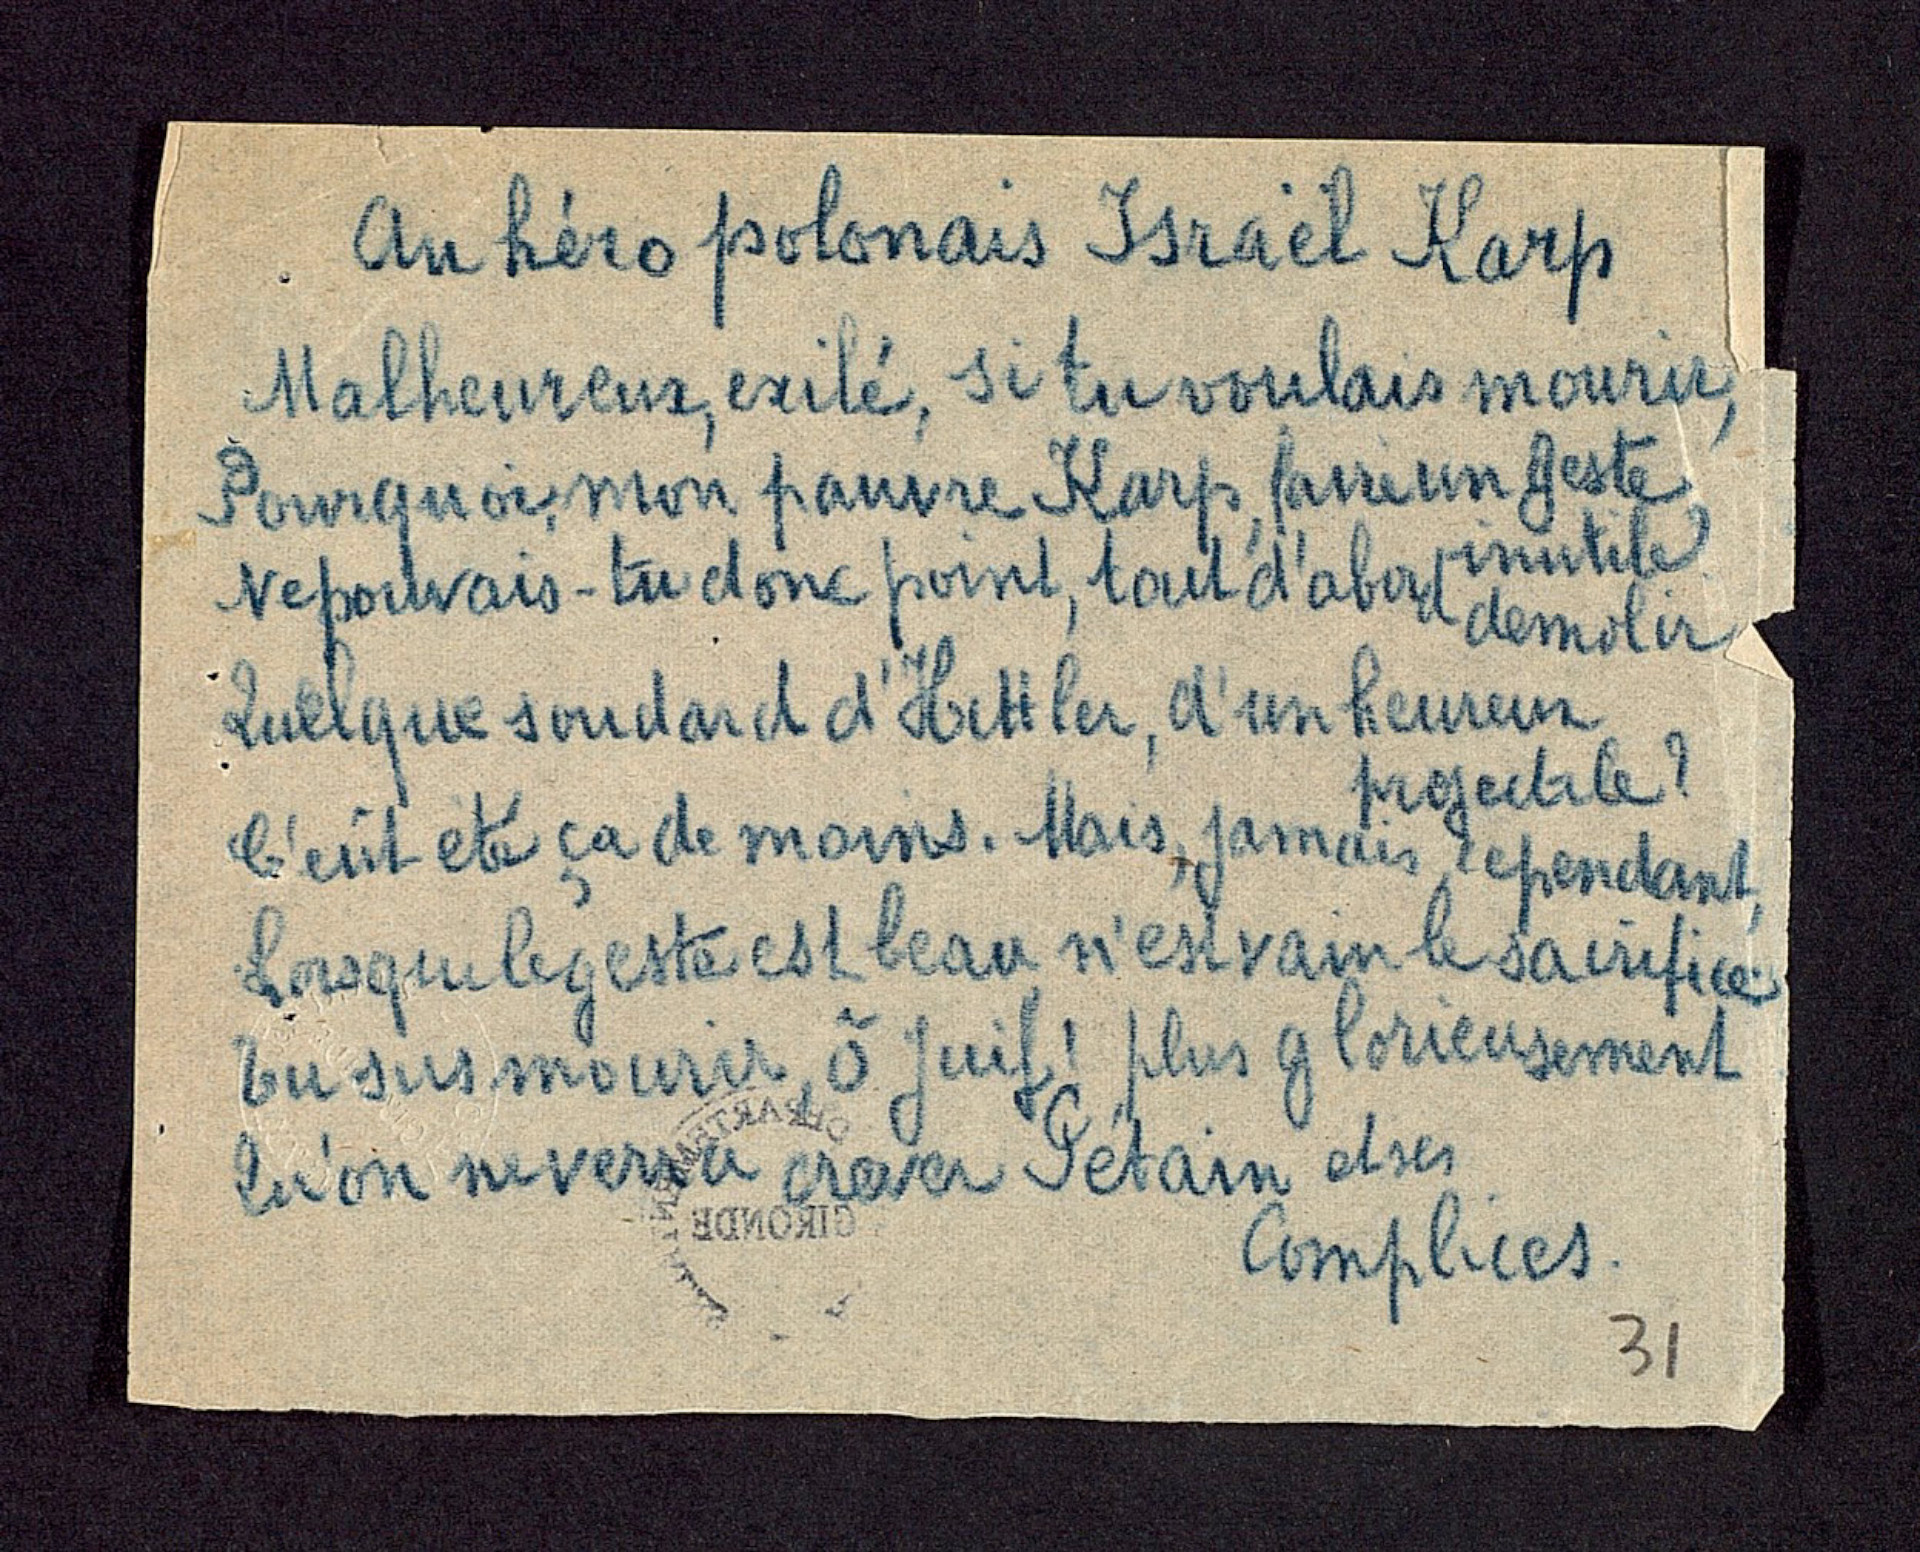 Au héro polonais Israël Karp
Malheureux, exilé, si tu voulais mourir,
Pourquoi, mon pauvre Karp, faire un geste
inutile
Ne pouvais-tu donc point, tout d'abord
demolir
Quelque soudard d'Hittler, d'un heureux
projectile?
C'eût été ça de moins. Mais, jamais cependant,
Lorsque le geste est beau n'est vain le sacrifice
Tu sus mourir, ô Juif! plus glorieusement
Qu'on ne verra crever Pétain et ses
Complices.
GIRONDE
31